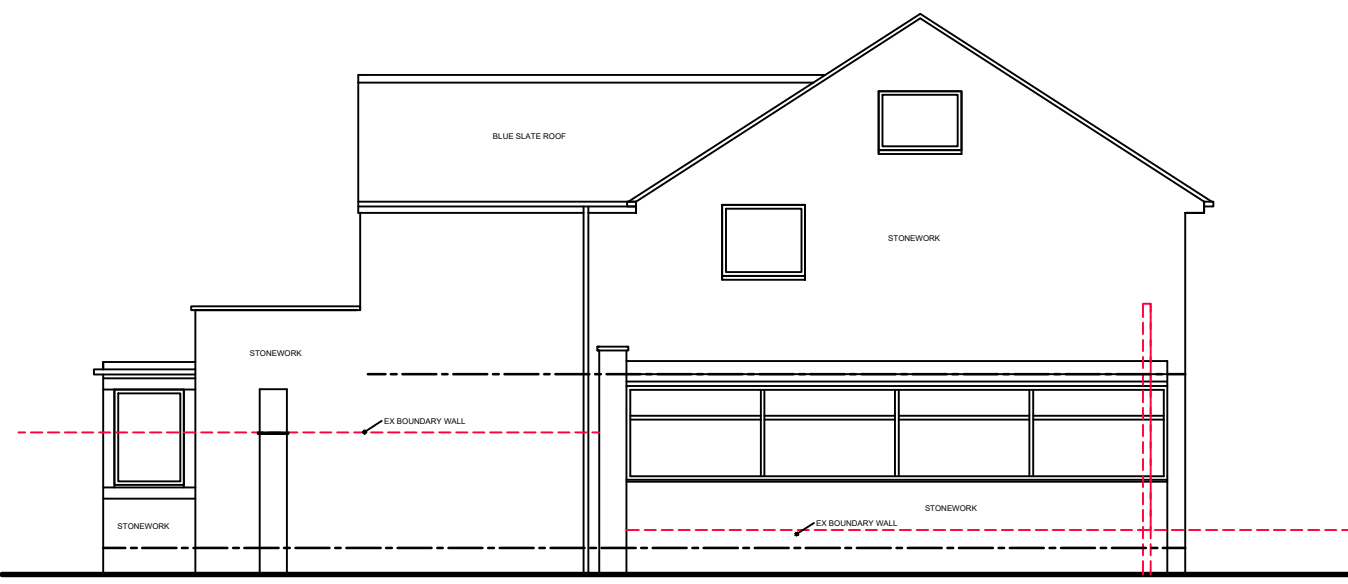 BLUE SLATE ROOF
STONEWORK
STONEWORK
EX BOUNDARY WALL
STONEWORK
EX BOUNDARY WALL
STONEWORK